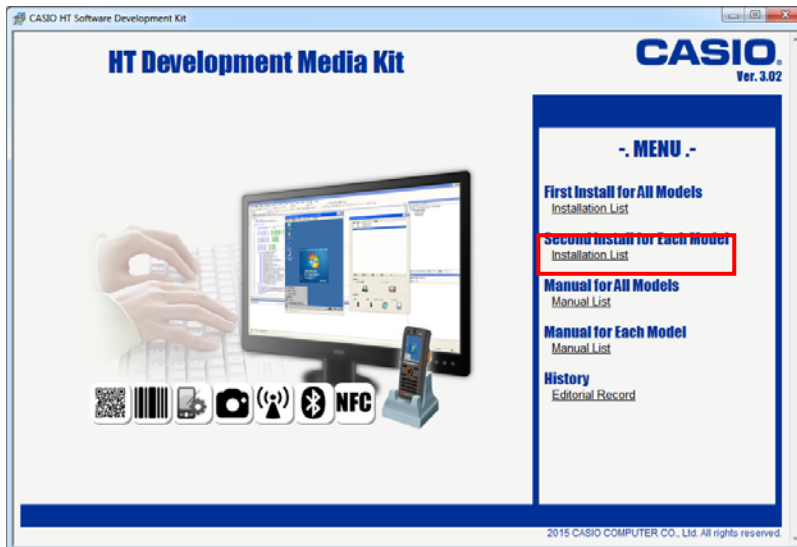 CASIO HT Software Development Kit
HT Development Media Kit
CASIO.
Ver. 3.02
-. MENU .-
First Install for All Models
Installation List
Second Install for Each Model
Installation List
Manual for All Models
Manual List
Manual for Each Model
Manual List
History
Editorial Record
NFC
2015 CASIO COMPUTER CO., Ltd. All rights reserved.